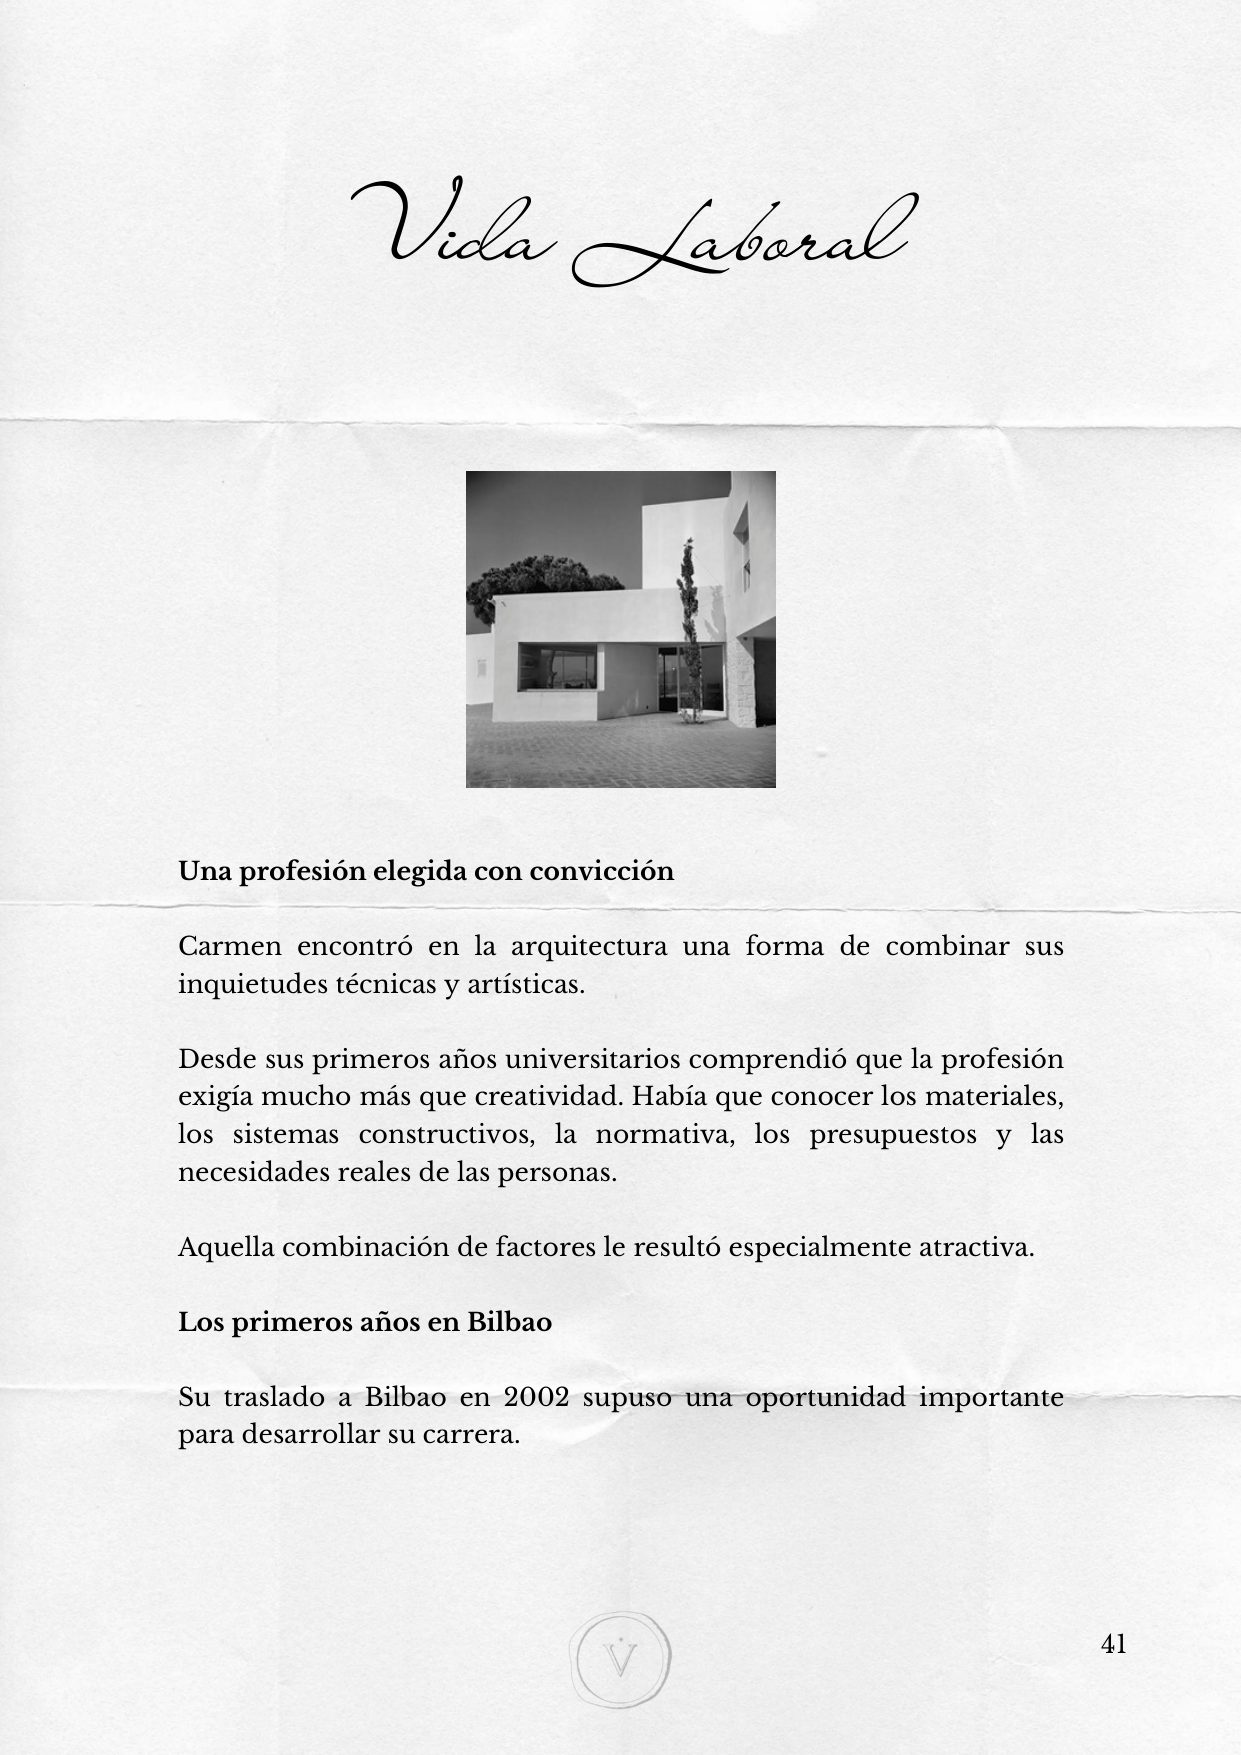 Vida Laboral
Una profesión elegida con convicción
Carmen encontró en la arquitectura una forma de combinar sus
inquietudes técnicas y artísticas.
Desde sus primeros años universitarios comprendió que la profesión
exigía mucho más que creatividad. Había que conocer los materiales,
los sistemas constructivos, la normativa, los presupuestos y las
necesidades reales de las personas.
Aquella combinación de factores le resultó especialmente atractiva.
Los primeros años en Bilbao
Su traslado a Bilbao en 2002 supuso una oportunidad importante
para desarrollar su carrera.
V
41